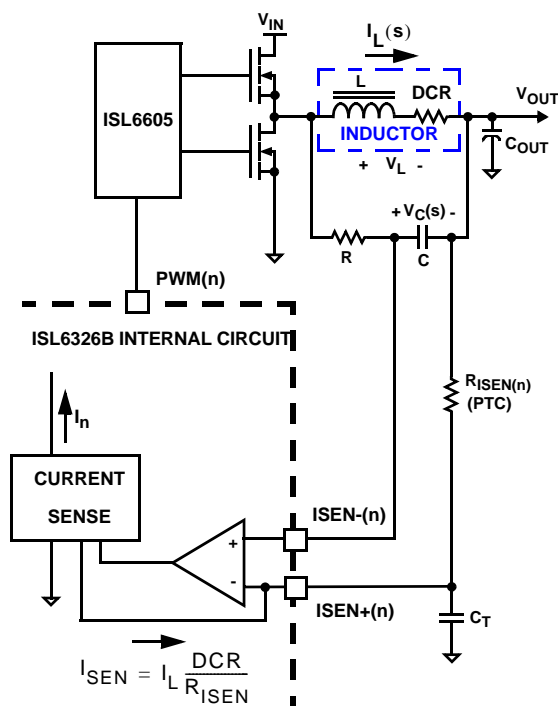 V_IN
I_L(s)
L
DCR
V_OUT
ISL6605
INDUCTOR
C_OUT
+ V_L -
+ V_C(s) -
R
C
PWM(n)
ISL6326B INTERNAL CIRCUIT
R_ISEN(n)
(PTC)
I_n
CURRENT
SENSE
ISEN-(n)
+
-
ISEN+(n)
C_T
I_SEN = I_L DCR/R_ISEN